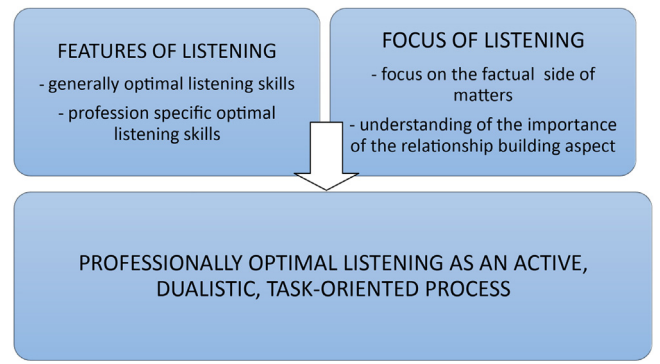 FEATURES OF LISTENING
- generally optimal listening skills
- profession specific optimal
listening skills
FOCUS OF LISTENING
- focus on the factual side of
matters
- understanding of the importance
of the relationship building aspect
PROFESSIONALLY OPTIMAL LISTENING AS AN ACTIVE,
DUALISTIC, TASK-ORIENTED PROCESS